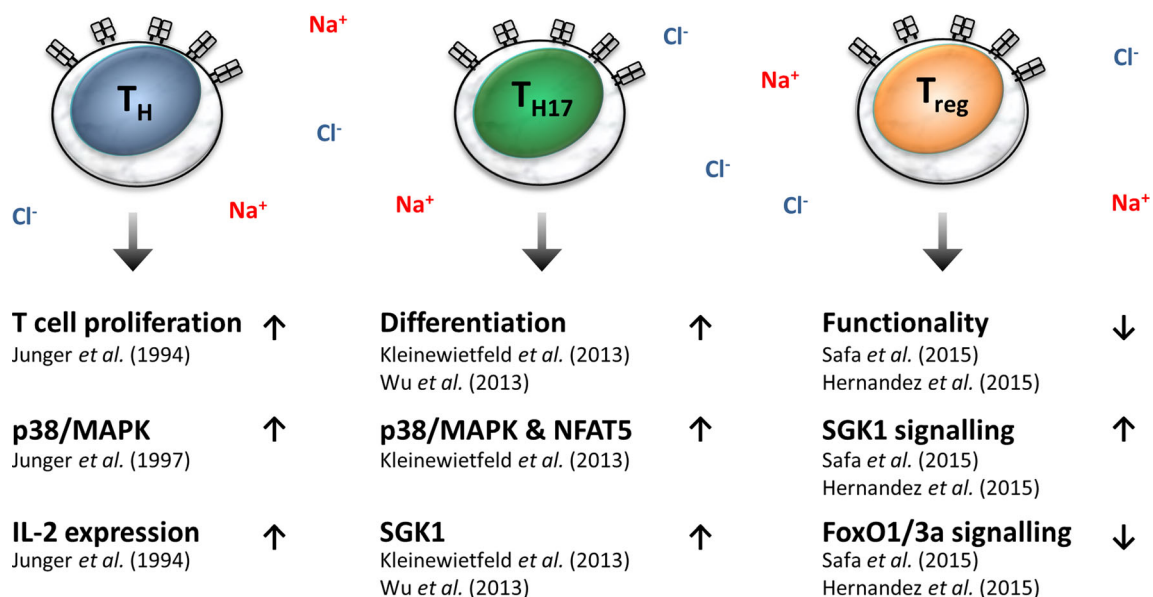 Na⁺
Cl⁻
T_H
T_H17
T_reg
Cl⁻
Na⁺
Cl⁻
Cl⁻
Na⁺
Na⁺
Cl⁻
Cl⁻
Na⁺
T cell proliferation ↑
Junger et al. (1994)
p38/MAPK ↑
Junger et al. (1997)
IL-2 expression ↑
Junger et al. (1994)
Differentiation ↑
Kleinewietfeld et al. (2013)
Wu et al. (2013)
p38/MAPK & NFAT5 ↑
Kleinewietfeld et al. (2013)
SGK1 ↑
Kleinewietfeld et al. (2013)
Wu et al. (2013)
Functionality ↓
Safa et al. (2015)
Hernandez et al. (2015)
SGK1 signalling ↑
Safa et al. (2015)
Hernandez et al. (2015)
FoxO1/3a signalling ↓
Safa et al. (2015)
Hernandez et al. (2015)